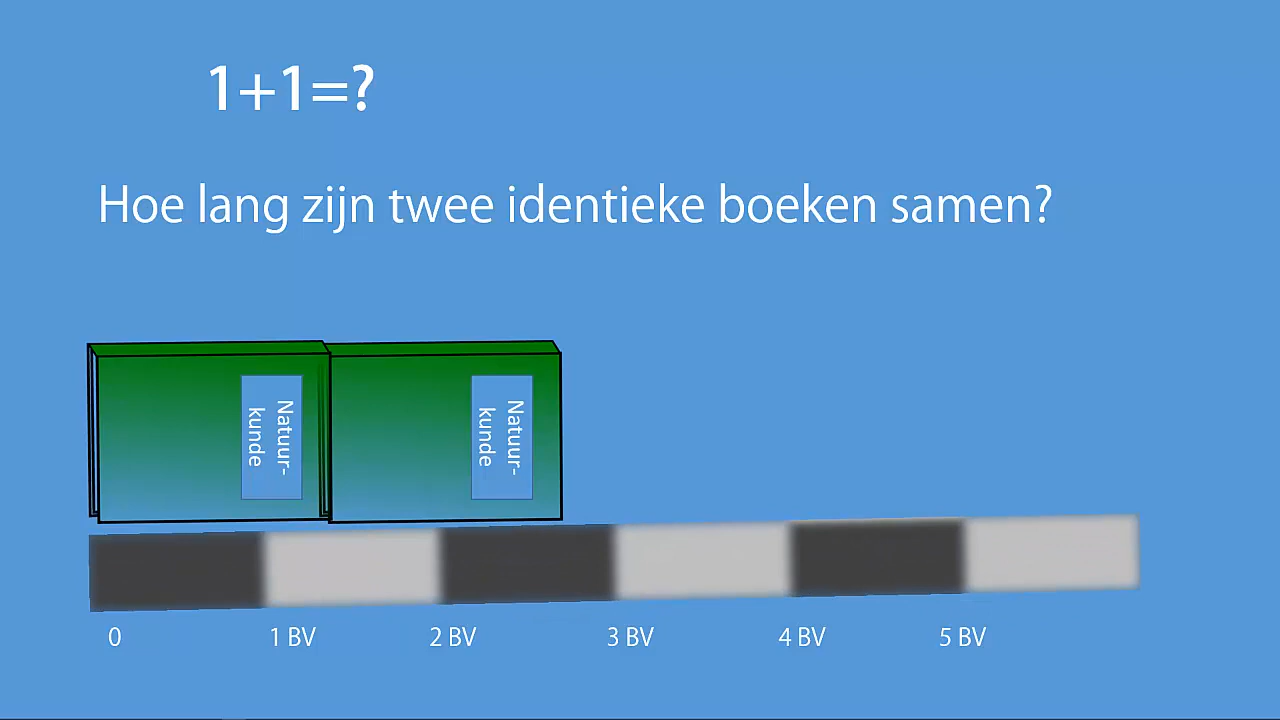 1+1=?
Hoe lang zijn twee identieke boeken samen?
Natuur-
kunde
Natuur-
kunde
0 1 BV 2 BV 3 BV 4 BV 5 BV